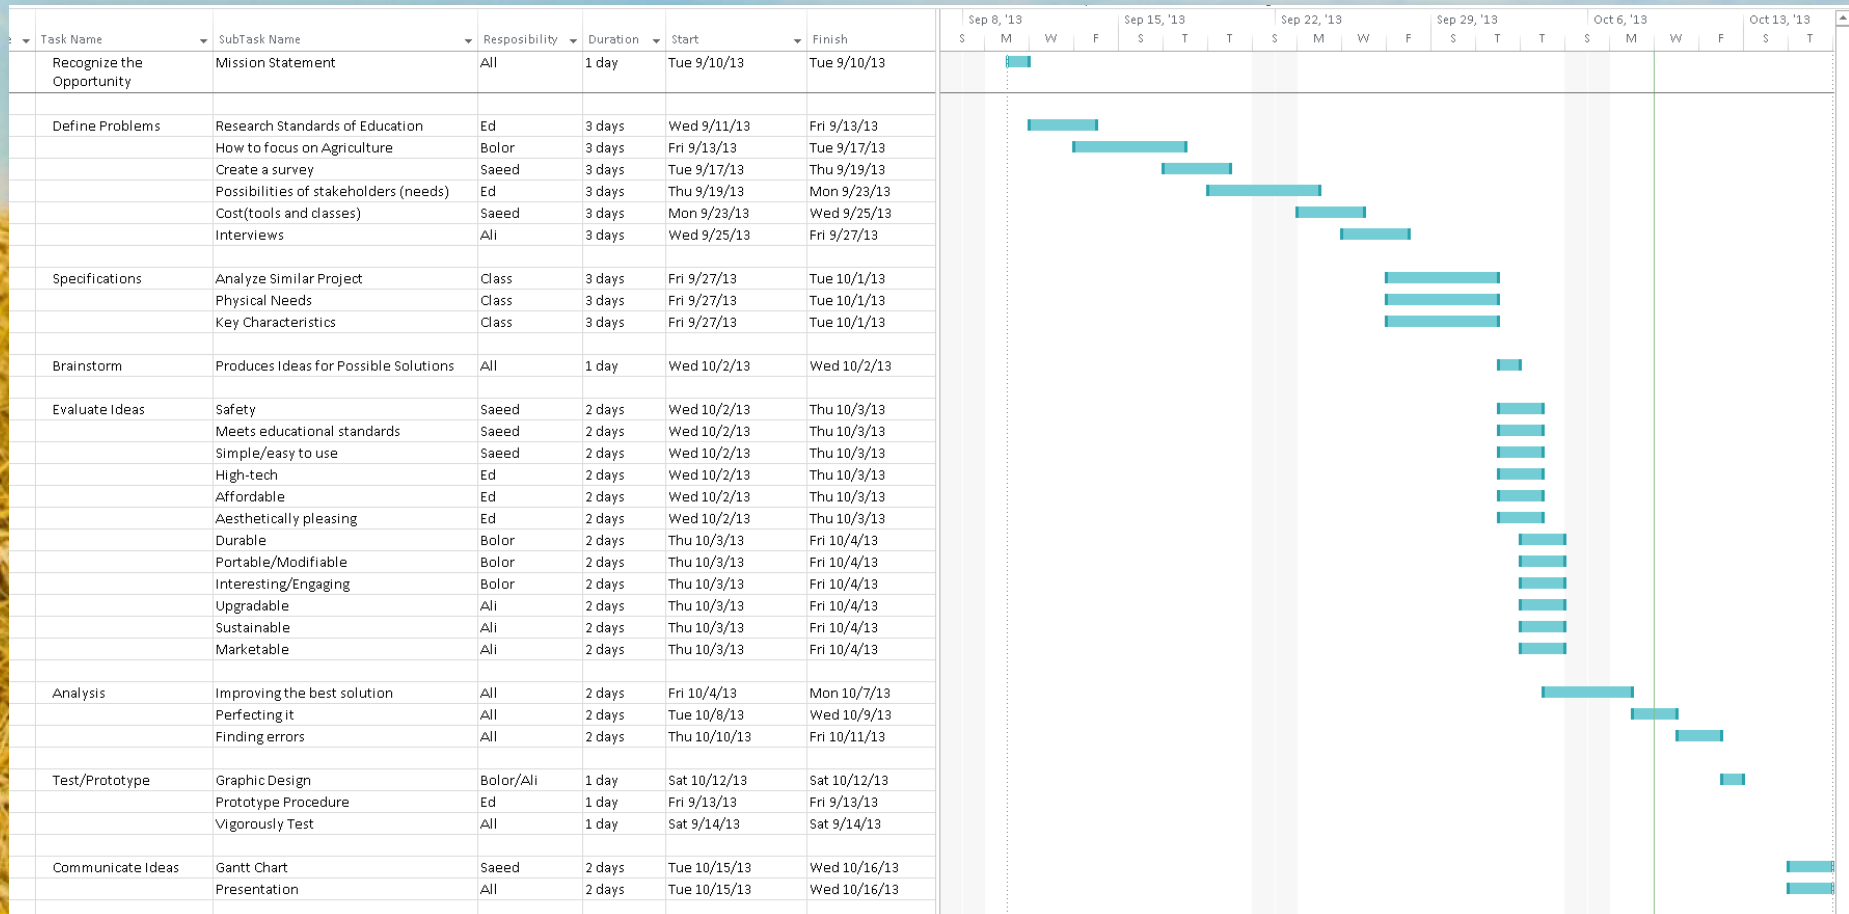 Sep 8, '13 Sep 15, '13 Sep 22, '13 Sep 29, '13 Oct 6, '13 Oct 13, '13
Task Name SubTask Name Resposibility Duration Start Finish S M W F S T T S M W F S T T S M W F S T
Recognize the Mission Statement All 1 day Tue 9/10/13 Tue 9/10/13
Opportunity
Define Problems Research Standards of Education Ed 3 days Wed 9/11/13 Fri 9/13/13
How to focus on Agriculture Bolor 3 days Fri 9/13/13 Tue 9/17/13
Create a survey Saeed 3 days Tue 9/17/13 Thu 9/19/13
Possibilities of stakeholders (needs) Ed 3 days Thu 9/19/13 Mon 9/23/13
Cost(tools and classes) Saeed 3 days Mon 9/23/13 Wed 9/25/13
Interviews Ali 3 days Wed 9/25/13 Fri 9/27/13
Specifications Analyze Similar Project Class 3 days Fri 9/27/13 Tue 10/1/13
Physical Needs Class 3 days Fri 9/27/13 Tue 10/1/13
Key Characteristics Class 3 days Fri 9/27/13 Tue 10/1/13
Brainstorm Produces Ideas for Possible Solutions All 1 day Wed 10/2/13 Wed 10/2/13
Evaluate Ideas Safety Saeed 2 days Wed 10/2/13 Thu 10/3/13
Meets educational standards Saeed 2 days Wed 10/2/13 Thu 10/3/13
Simple/easy to use Saeed 2 days Wed 10/2/13 Thu 10/3/13
High-tech Ed 2 days Wed 10/2/13 Thu 10/3/13
Affordable Ed 2 days Wed 10/2/13 Thu 10/3/13
Aesthetically pleasing Ed 2 days Wed 10/2/13 Thu 10/3/13
Durable Bolor 2 days Thu 10/3/13 Fri 10/4/13
Portable/Modifiable Bolor 2 days Thu 10/3/13 Fri 10/4/13
Interesting/Engaging Bolor 2 days Thu 10/3/13 Fri 10/4/13
Upgradable Ali 2 days Thu 10/3/13 Fri 10/4/13
Sustainable Ali 2 days Thu 10/3/13 Fri 10/4/13
Marketable Ali 2 days Thu 10/3/13 Fri 10/4/13
Analysis Improving the best solution All 2 days Fri 10/4/13 Mon 10/7/13
Perfecting it All 2 days Tue 10/8/13 Wed 10/9/13
Finding errors All 2 days Thu 10/10/13 Fri 10/11/13
Test/Prototype Graphic Design Bolor/Ali 1 day Sat 10/12/13 Sat 10/12/13
Prototype Procedure Ed 1 day Fri 9/13/13 Fri 9/13/13
Vigorously Test All 1 day Sat 9/14/13 Sat 9/14/13
Communicate Ideas Gantt Chart Saeed 2 days Tue 10/15/13 Wed 10/16/13
Presentation All 2 days Tue 10/15/13 Wed 10/16/13